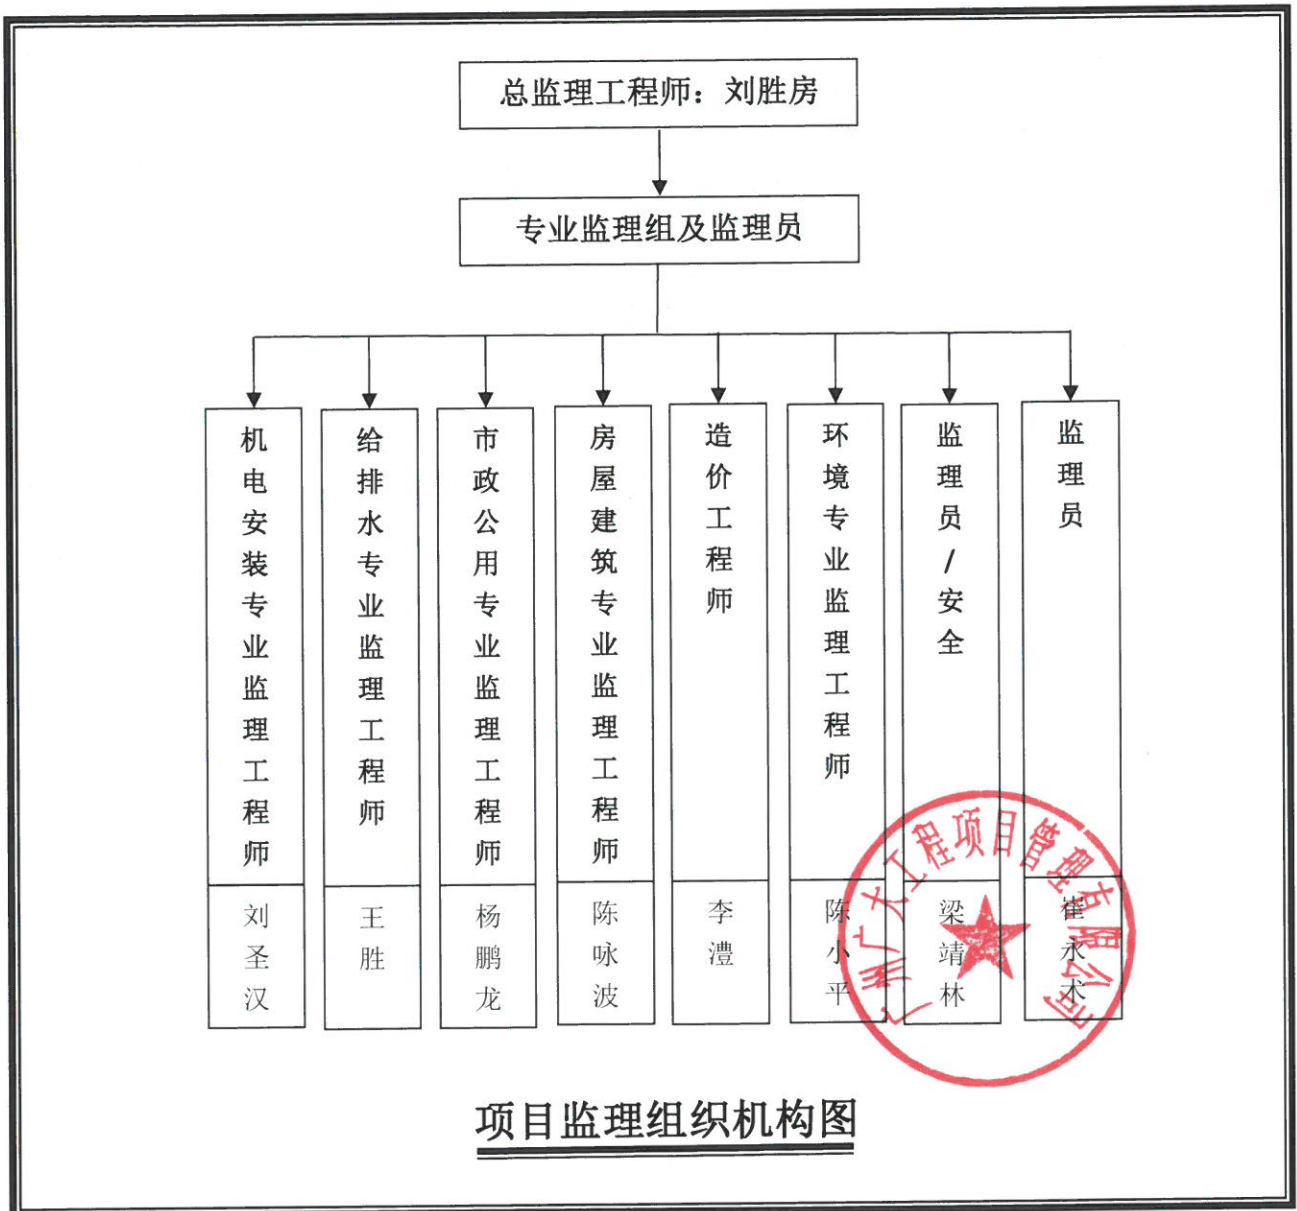 总监理工程师：刘胜房
专业监理组及监理员
机电安装专业监理工程师
刘圣汉
给排水专业监理工程师
王胜
市政公用专业监理工程师
杨鹏龙
房屋建筑专业监理工程师
陈咏波
造价工程师
李澧
环境专业监理工程师
陈小平
监理员/安全
梁靖林
监理员
崔永术
广州广大工程项目管理有限公司
项目监理组织机构图